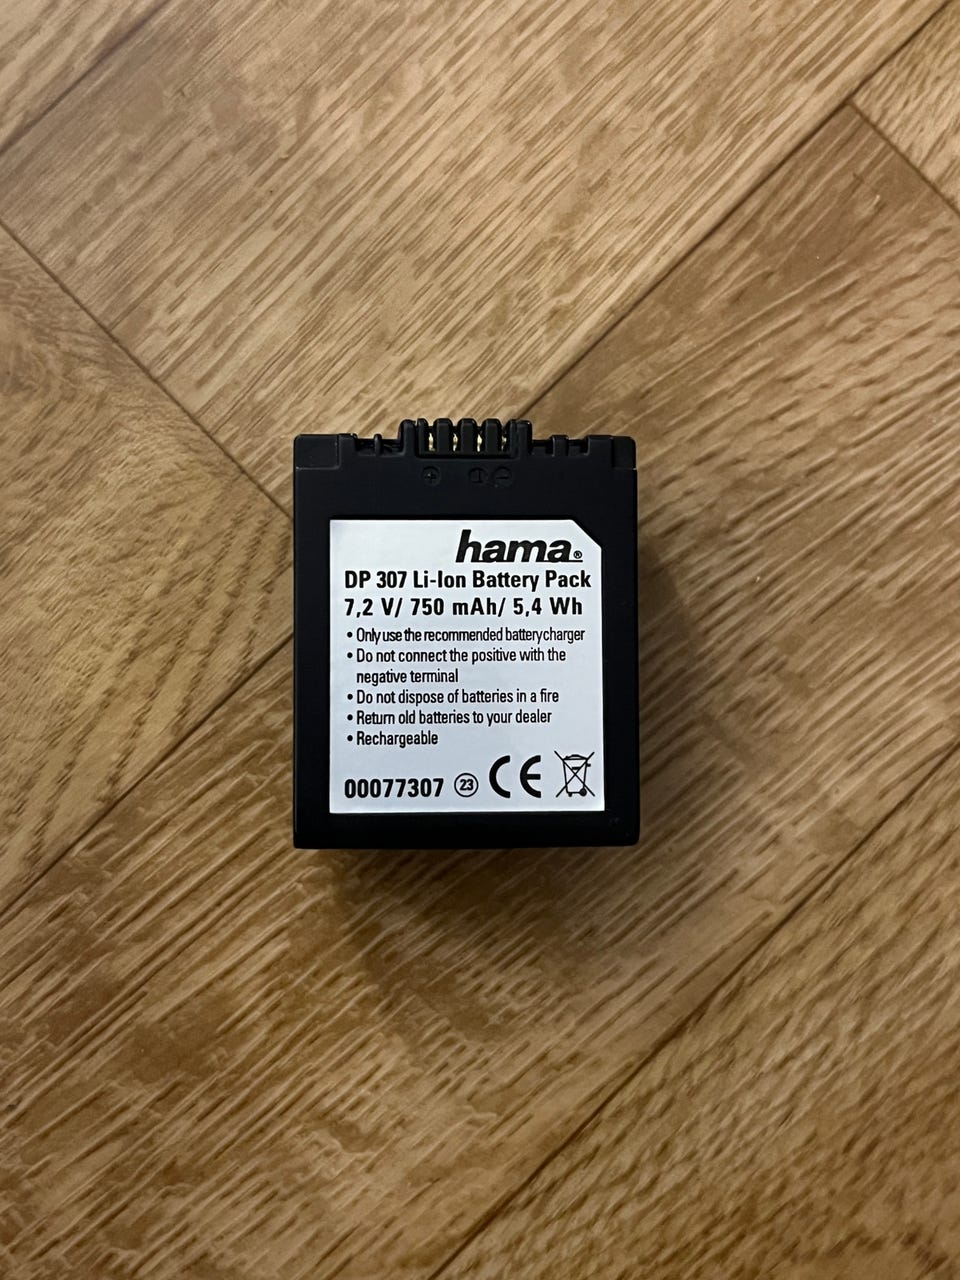 hama®
DP 307 Li-Ion Battery Pack
7,2 V/ 750 mAh/ 5,4 Wh
• Only use the recommended batterycharger
• Do not connect the positive with the
negative terminal
• Do not dispose of batteries in a fire
• Return old batteries to your dealer
• Rechargeable
00077307 23 CE